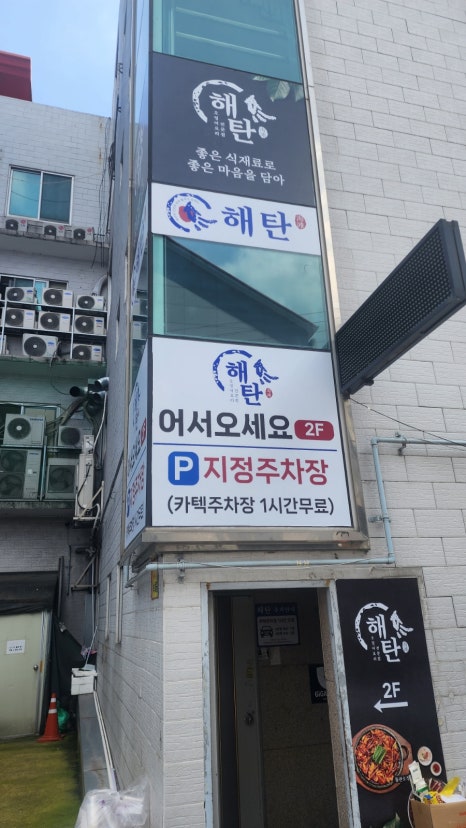 해탄
좋은 식재료로
좋은 마음을 담아
해탄
해탄
어서오세요 2F
P 지정주차장
(카텍주차장 1시간무료)
해탄
2F